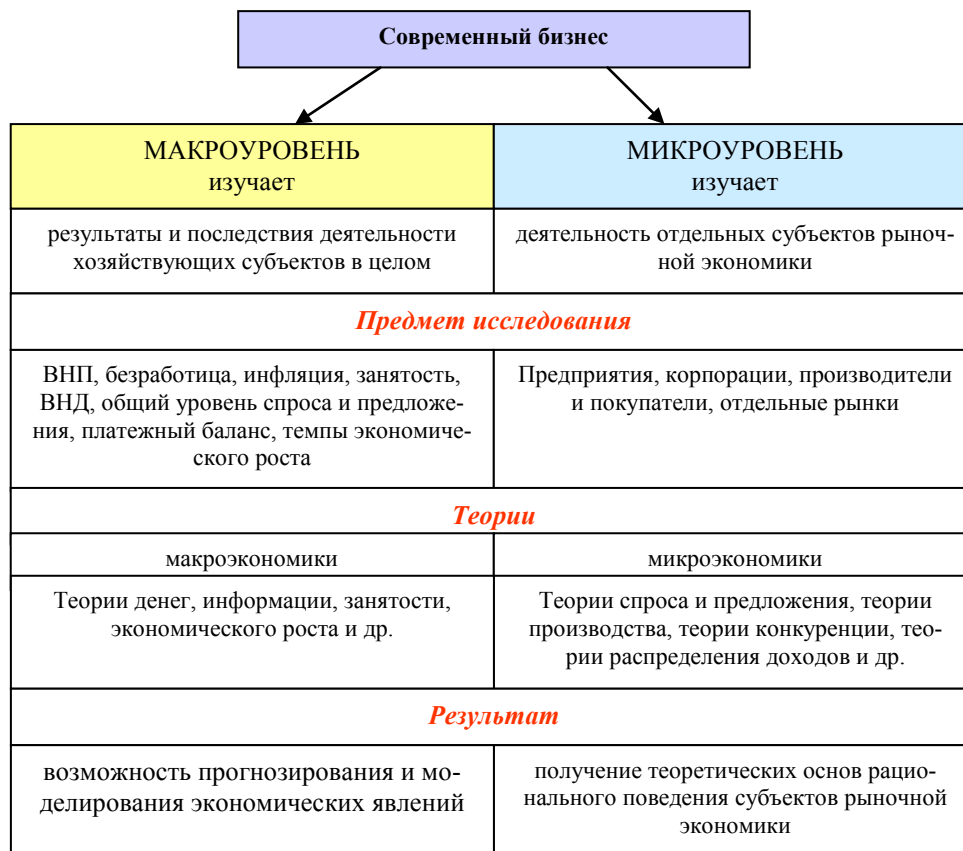 Современный бизнес
МАКРОУРОВЕНЬ
изучает
МИКРОУРОВЕНЬ
изучает
результаты и последствия деятельности
хозяйствующих субъектов в целом
деятельность отдельных субъектов рыноч-
ной экономики
Предмет исследования
ВНП, безработица, инфляция, занятость,
ВНД, общий уровень спроса и предложе-
ния, платежный баланс, темпы экономиче-
ского роста
Предприятия, корпорации, производители
и покупатели, отдельные рынки
Теории
макроэкономики
микроэкономики
Теории денег, информации, занятости,
экономического роста и др.
Теории спроса и предложения, теории
производства, теории конкуренции, тео-
рии распределения доходов и др.
Результат
возможность прогнозирования и мо-
делирования экономических явлений
получение теоретических основ рацио-
нального поведения субъектов рыночной
экономики